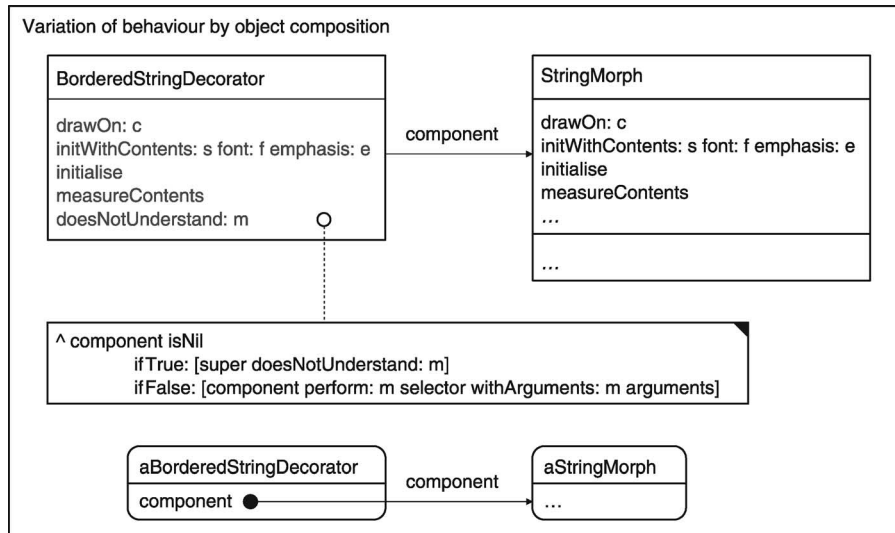 Variation of behaviour by object composition
BorderedStringDecorator
drawOn: c
initWithContents: s font: f emphasis: e
initialise
measureContents
doesNotUnderstand: m
component
StringMorph
drawOn: c
initWithContents: s font: f emphasis: e
initialise
measureContents
...
...
^ component isNil
ifTrue: [super doesNotUnderstand: m]
ifFalse: [component perform: m selector withArguments: m arguments]
aBorderedStringDecorator
component
component
aStringMorph
...